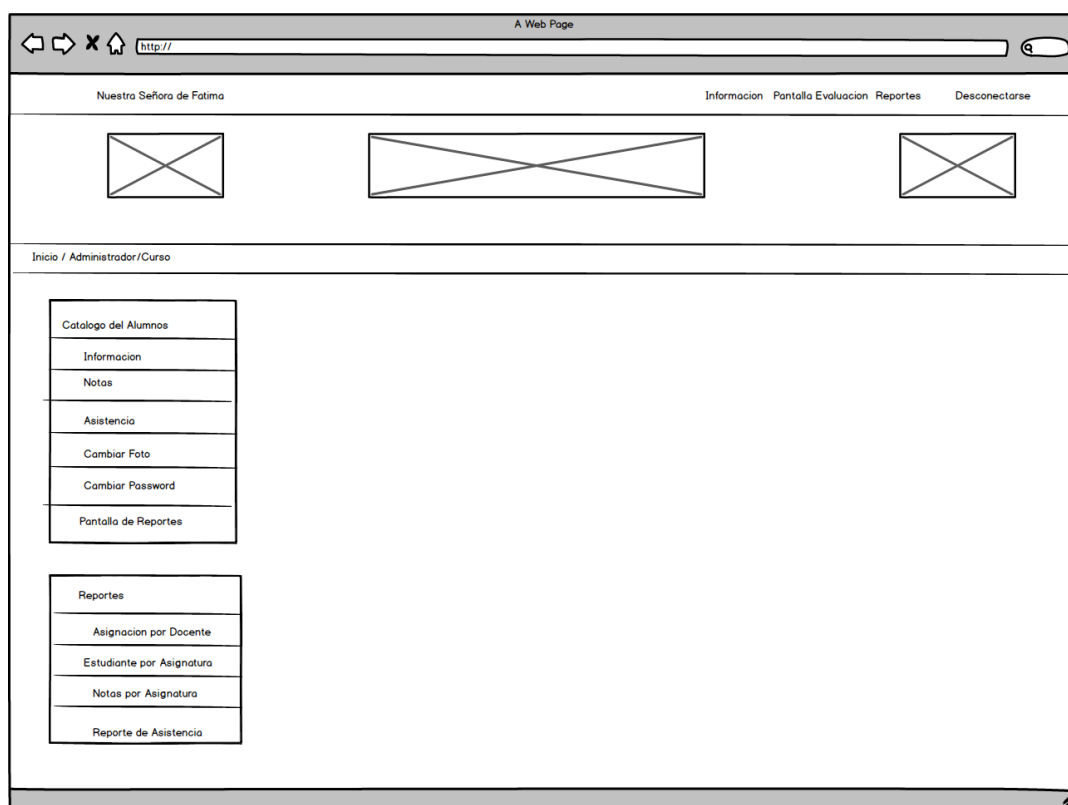 A Web Page
http://
Nuestra Señora de Fatima
Informacion Pantalla Evaluacion Reportes Desconectarse
Inicio / Administrador/Curso
Catalogo del Alumnos
Informacion
Notas
Asistencia
Cambiar Foto
Cambiar Password
Pantalla de Reportes
Reportes
Asignacion por Docente
Estudiante por Asignatura
Notas por Asignatura
Reporte de Asistencia